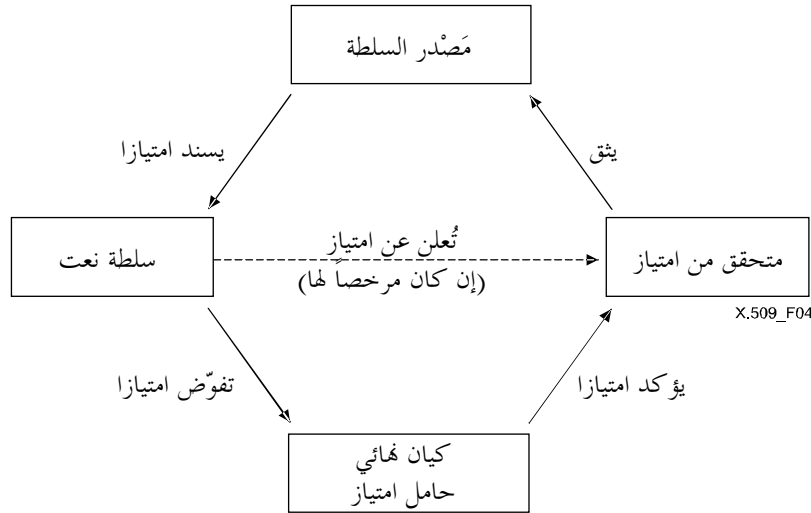 مَصْدر السلطة
يثق
يسند امتيازا
متحقق من امتياز
تُعلن عن امتياز
(إن كان مرخصاً لها)
سلطة نعت
X.509_F04
يؤكد امتيازا
تفوّض امتيازا
كيان نهائي
حامل امتياز